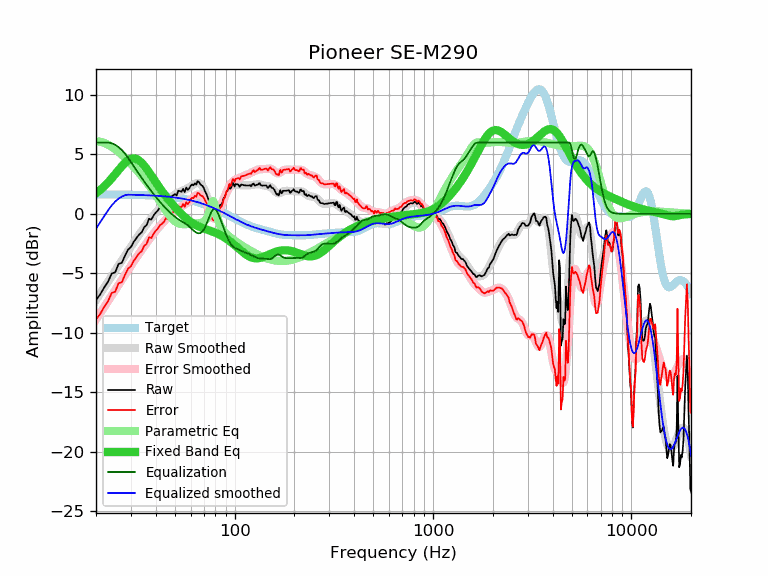 Pioneer SE-M290
Amplitude (dBr)
10
5
0
−5
−10
−15
−20
−25
Target
Raw Smoothed
Error Smoothed
Raw
Error
Parametric Eq
Fixed Band Eq
Equalization
Equalized smoothed
100
1000
10000
Frequency (Hz)